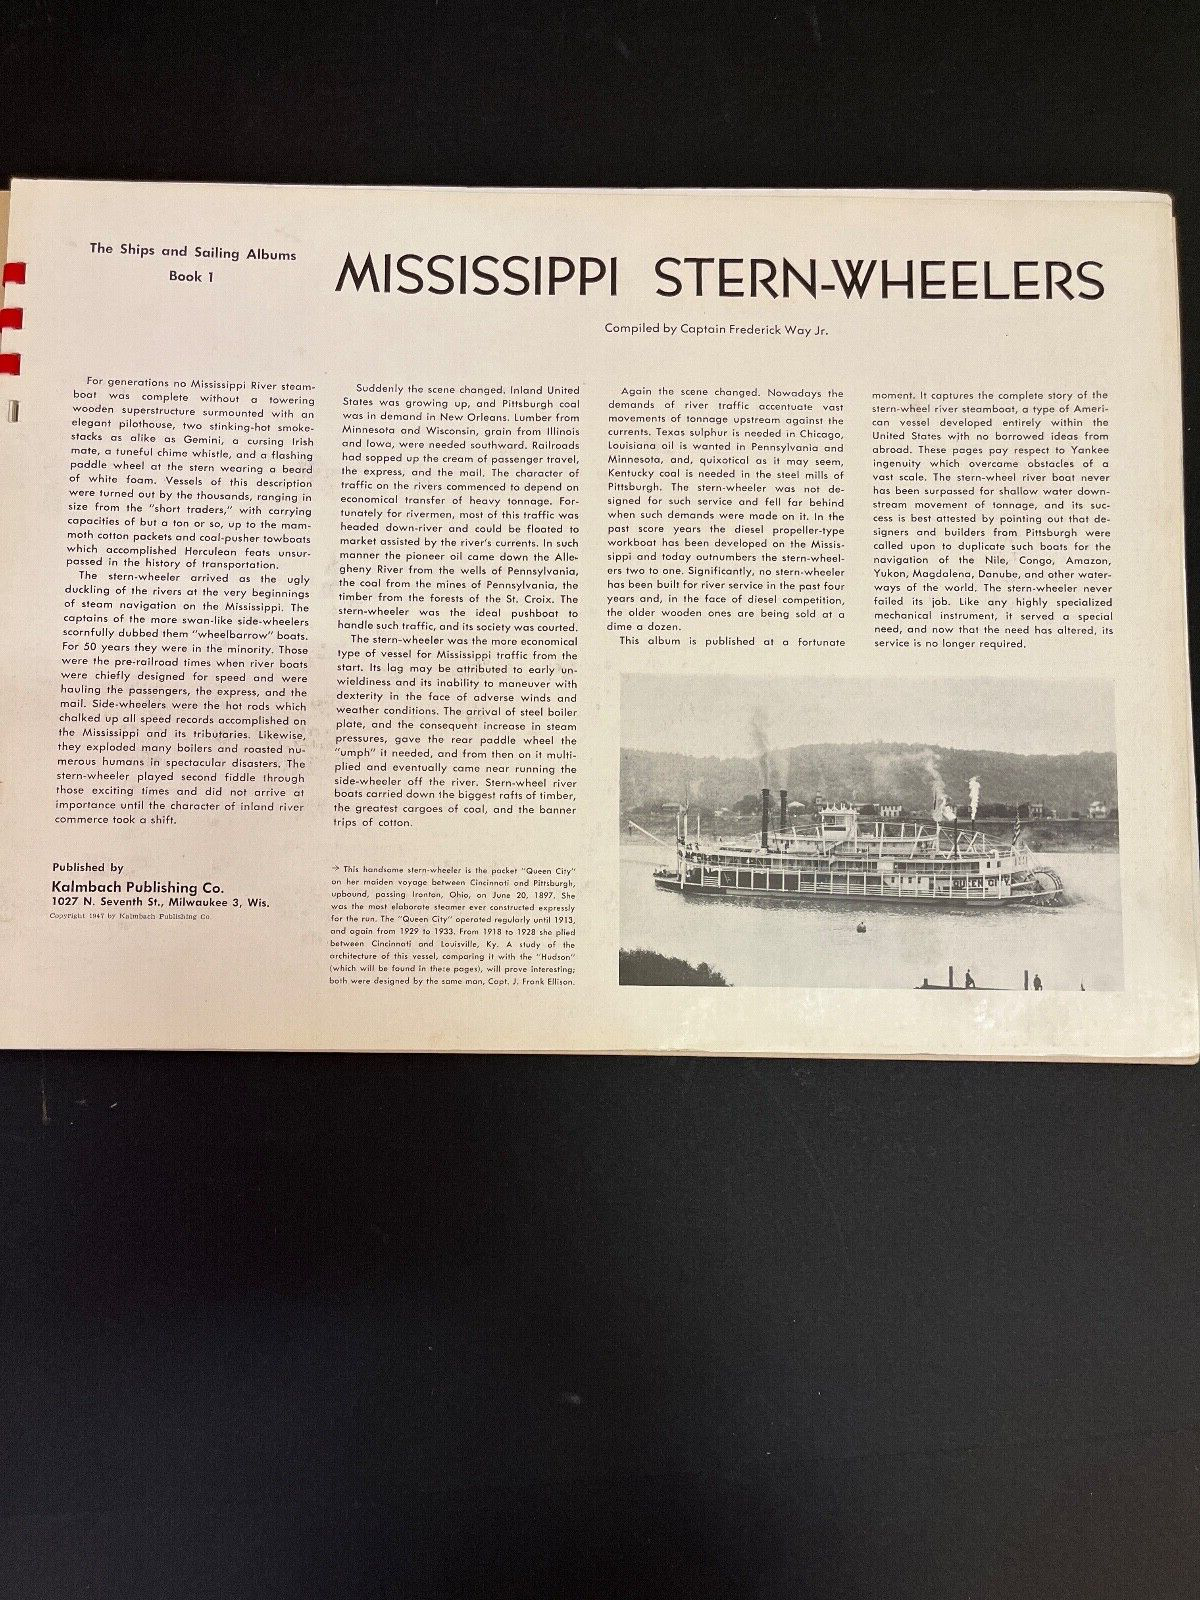 The Ships and Sailing Albums
Book 1
MISSISSIPPI STERN-WHEELERS
Compiled by Captain Frederick Way Jr.
For generations no Mississippi River steam-
boat was complete without a towering
wooden superstructure surmounted with an
elegant pilothouse, two stinking-hot smoke-
stacks as alike as Gemini, a cursing Irish
mate, a tuneful chime whistle, and a flashing
paddle wheel at the stern wearing a beard
of white foam. Vessels of this description
were turned out by the thousands, ranging in
size from the "short traders," with carrying
capacities of but a ton or so, up to the mam-
moth cotton packets and coal-pusher towboats
which accomplished Herculean feats unsur-
passed in the history of transportation.
The stern-wheeler arrived as the ugly
duckling of the rivers at the very beginnings
of steam navigation on the Mississippi. The
captains of the more swan-like side-wheelers
scornfully dubbed them "wheelbarrow" boats.
For 50 years they were in the minority. Those
were the pre-railroad times when river boats
were chiefly designed for speed and were
hauling the passengers, the express, and the
mail. Side-wheelers were the hot rods which
chalked up all speed records accomplished on
the Mississippi and its tributaries. Likewise,
they exploded many boilers and roasted nu-
merous humans in spectacular disasters. The
stern-wheeler played second fiddle through
those exciting times and did not arrive at
importance until the character of inland river
commerce took a shift.
Published by
Kalmbach Publishing Co.
1027 N. Seventh St., Milwaukee 3, Wis.
Copyright 1947 by Kalmbach Publishing Co.
Suddenly the scene changed. Inland United
States was growing up, and Pittsburgh coal
was in demand in New Orleans. Lumber from
Minnesota and Wisconsin, grain from Illinois
and Iowa, were needed southward. Railroads
had sopped up the cream of passenger travel,
the express, and the mail. The character of
traffic on the rivers commenced to depend on
economical transfer of heavy tonnage. For-
tunately for rivermen, most of this traffic was
headed down-river and could be floated to
market assisted by the river's currents. In such
manner the pioneer oil came down the Alle-
gheny River from the wells of Pennsylvania,
the coal from the mines of Pennsylvania, the
timber from the forests of the St. Croix. The
stern-wheeler was the ideal pushboat to
handle such traffic, and its society was courted.
The stern-wheeler was the more economical
type of vessel for Mississippi traffic from the
start. Its lag may be attributed to early un-
wieldiness and its inability to maneuver with
dexterity in the face of adverse winds and
weather conditions. The arrival of steel boiler
plate, and the consequent increase in steam
pressures, gave the rear paddle wheel the
"umph" it needed, and from then on it multi-
plied and eventually came near running the
side-wheeler off the river. Stern-wheel river
boats carried down the biggest rafts of timber,
the greatest cargoes of coal, and the banner
trips of cotton.
→ This handsome stern-wheeler is the packet "Queen City"
on her maiden voyage between Cincinnati and Pittsburgh,
upbound, passing Ironton, Ohio, on June 20, 1897. She
was the most elaborate steamer ever constructed expressly
for the run. The "Queen City" operated regularly until 1913,
and again from 1929 to 1933. From 1918 to 1928 she plied
between Cincinnati and Louisville, Ky. A study of the
architecture of this vessel, comparing it with the "Hudson"
(which will be found in these pages), will prove interesting;
both were designed by the same man, Capt. J. Frank Ellison.
Again the scene changed. Nowadays the
demands of river traffic accentuate vast
movements of tonnage upstream against the
currents. Texas sulphur is needed in Chicago,
Louisiana oil is wanted in Pennsylvania and
Minnesota, and, quixotical as it may seem,
Kentucky coal is needed in the steel mills of
Pittsburgh. The stern-wheeler was not de-
signed for such service and fell far behind
when such demands were made on it. In the
past score years the diesel propeller-type
workboat has been developed on the Missis-
sippi and today outnumbers the stern-wheel-
ers two to one. Significantly, no stern-wheeler
has been built for river service in the past four
years and, in the face of diesel competition,
the older wooden ones are being sold at a
dime a dozen.
This album is published at a fortunate
moment. It captures the complete story of the
stern-wheel river steamboat, a type of Ameri-
can vessel developed entirely within the
United States with no borrowed ideas from
abroad. These pages pay respect to Yankee
ingenuity which overcame obstacles of a
vast scale. The stern-wheel river boat never
has been surpassed for shallow water down-
stream movement of tonnage, and its suc-
cess is best attested by pointing out that de-
signers and builders from Pittsburgh were
called upon to duplicate such boats for the
navigation of the Nile, Congo, Amazon,
Yukon, Magdalena, Danube, and other water-
ways of the world. The stern-wheeler never
failed its job. Like any highly specialized
mechanical instrument, it served a special
need, and now that the need has altered, its
service is no longer required.
QUEEN CITY